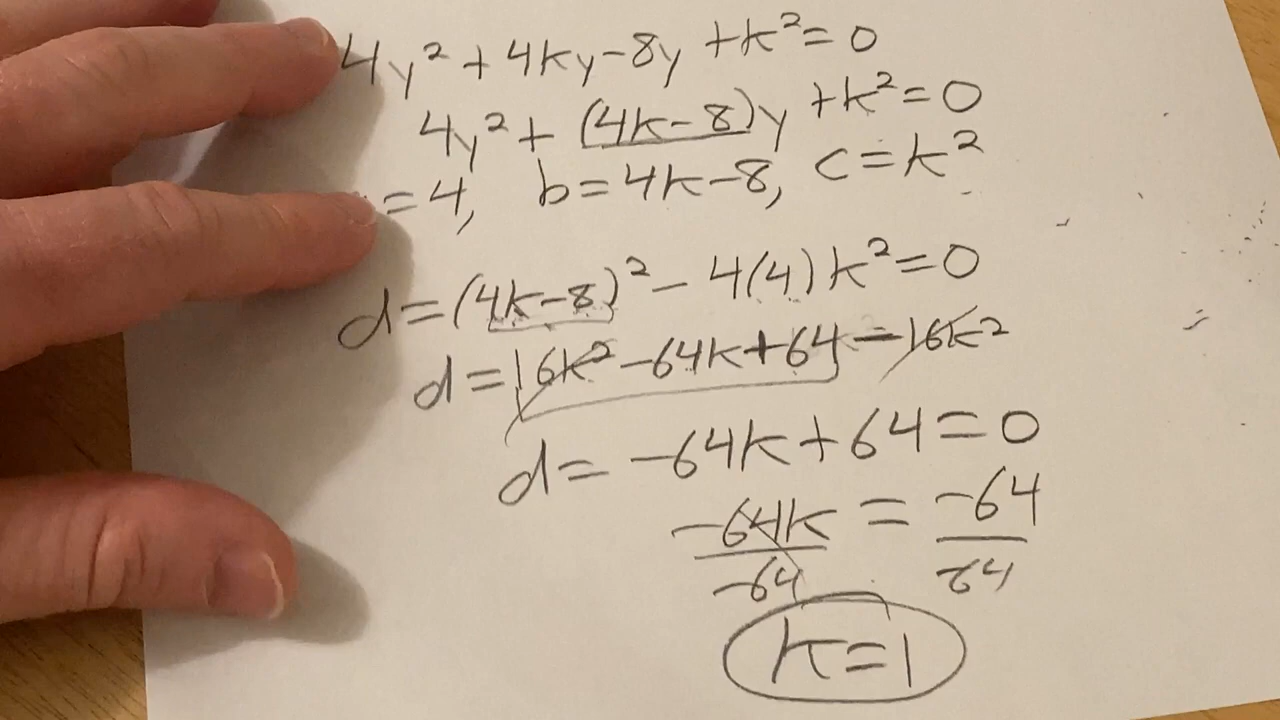 4y² + 4ky - 8y + k² = 0
4y² + (4k - 8)y + k² = 0
= 4, b = 4k - 8, c = k²
d = (4k - 8)² - 4(4)k² = 0
d = 16k² - 64k + 64 - 16k²
d = -64k + 64 = 0
-64k = -64
-64 -64
k = 1